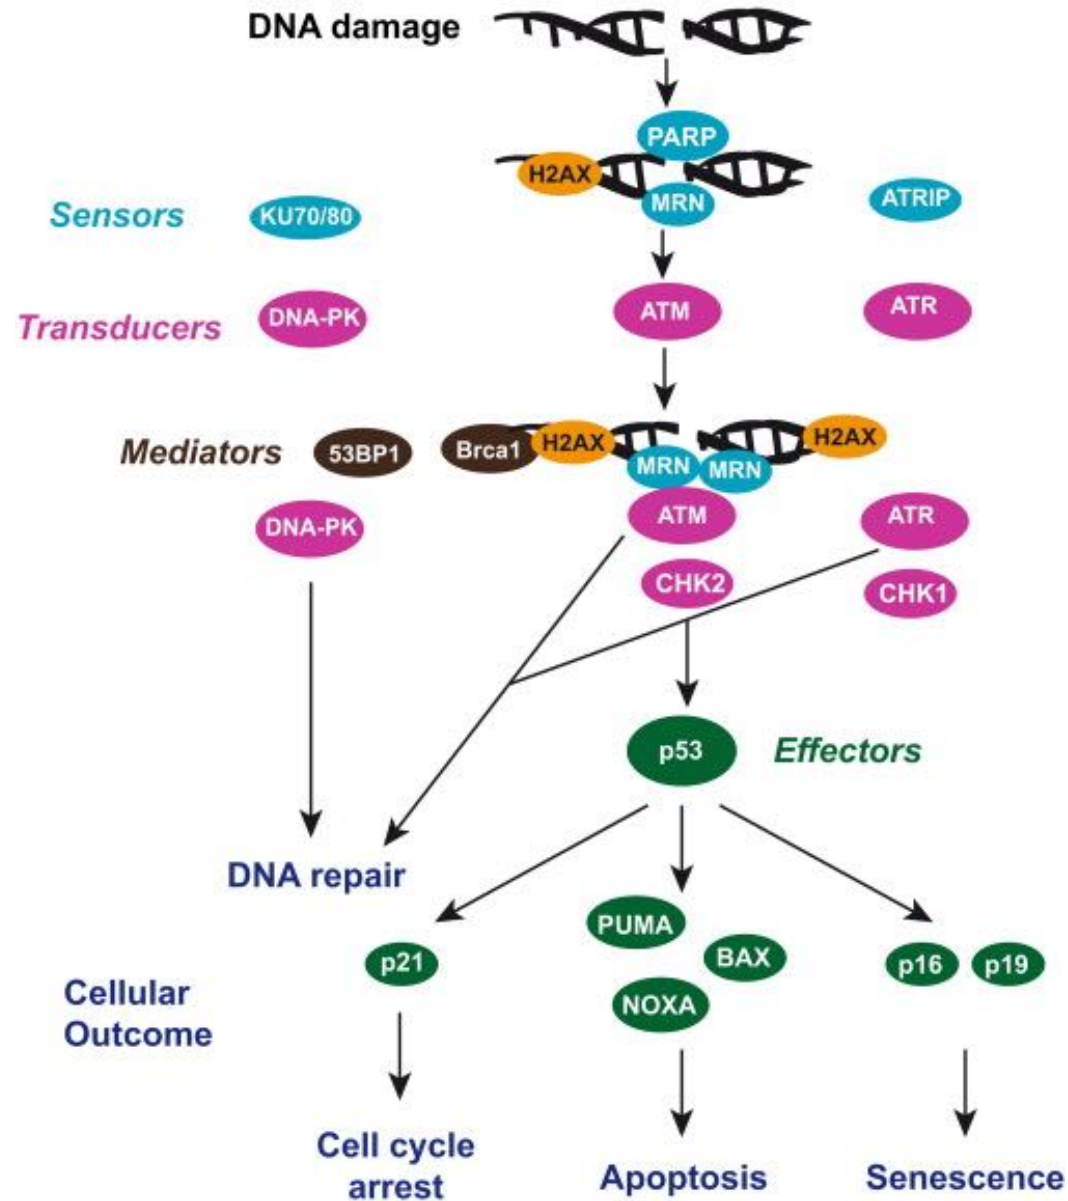 DNA damage
PARP
H2AX
MRN
ATRIP
Sensors
KU70/80
Transducers
DNA-PK
ATM
ATR
Mediators
53BP1
Brca1
H2AX
H2AX
MRN
MRN
DNA-PK
ATM
ATR
CHK2
CHK1
p53
Effectors
DNA repair
PUMA
BAX
NOXA
p21
p16
p19
Cellular
Outcome
Cell cycle
arrest
Apoptosis
Senescence